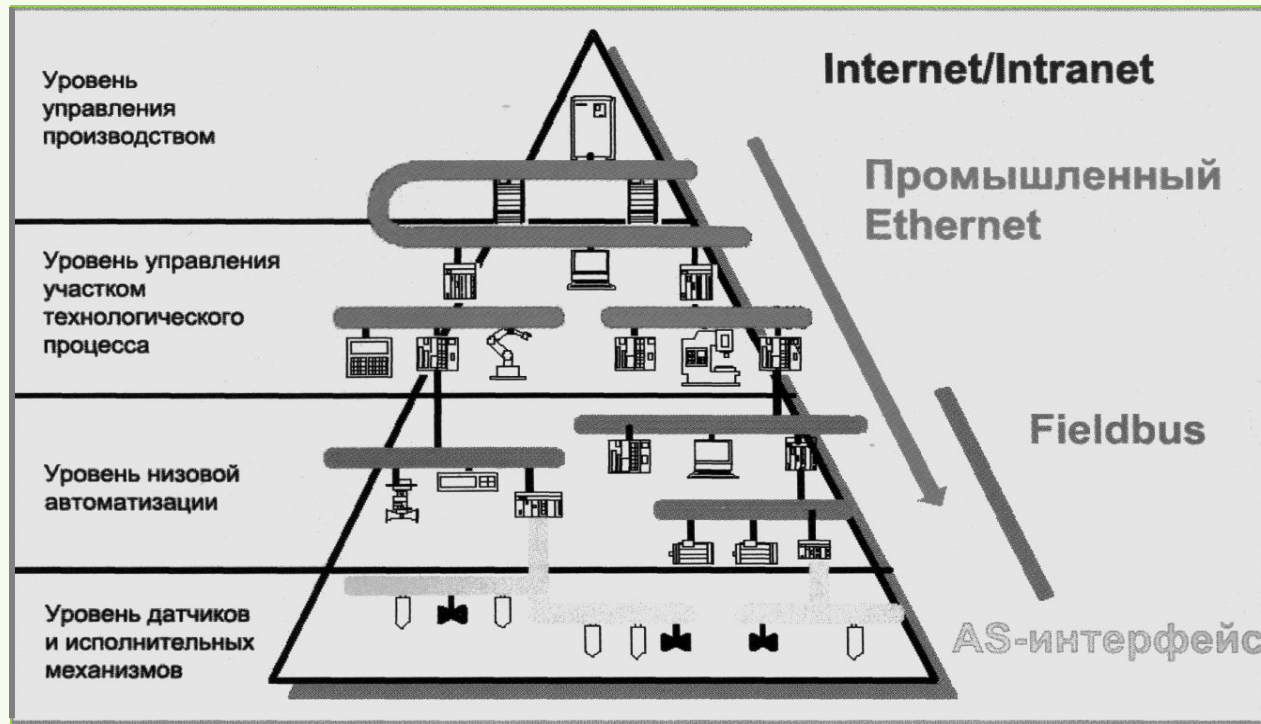 Уровень
управления
производством
Internet/Intranet
Промышленный
Ethernet
Уровень управления
участком
технологического
процесса
Fieldbus
Уровень низовой
автоматизации
Уровень датчиков
и исполнительных
механизмов
AS-интерфейс